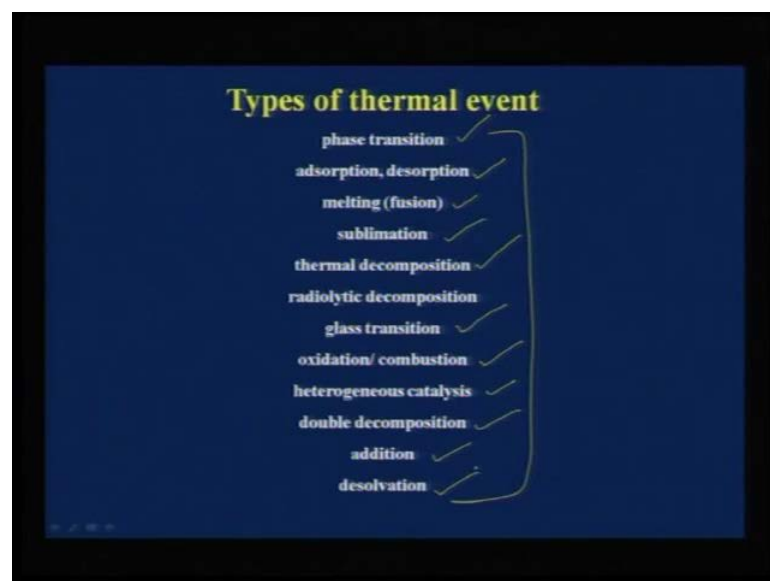 Types of thermal event
phase transition
adsorption, desorption
melting (fusion)
sublimation
thermal decomposition
radiolytic decomposition
glass transition
oxidation/ combustion
heterogeneous catalysis
double decomposition
addition
desolvation